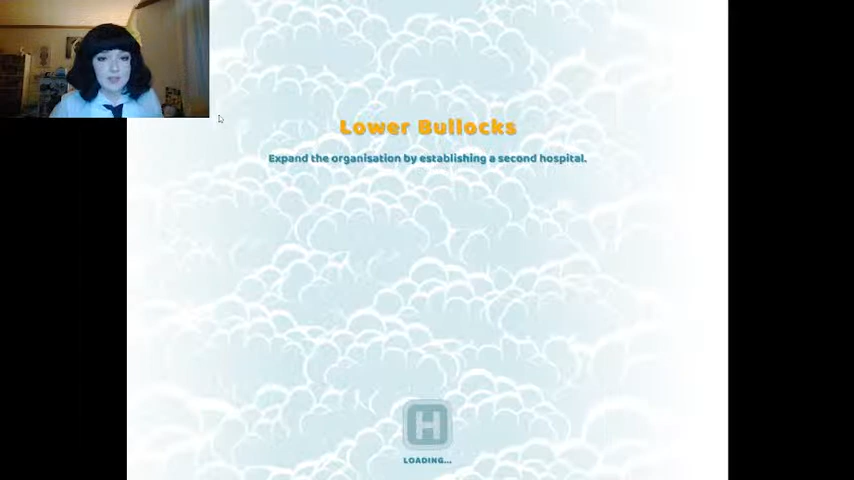 Lower Bullocks
Expand the organisation by establishing a second hospital.
H
LOADING...